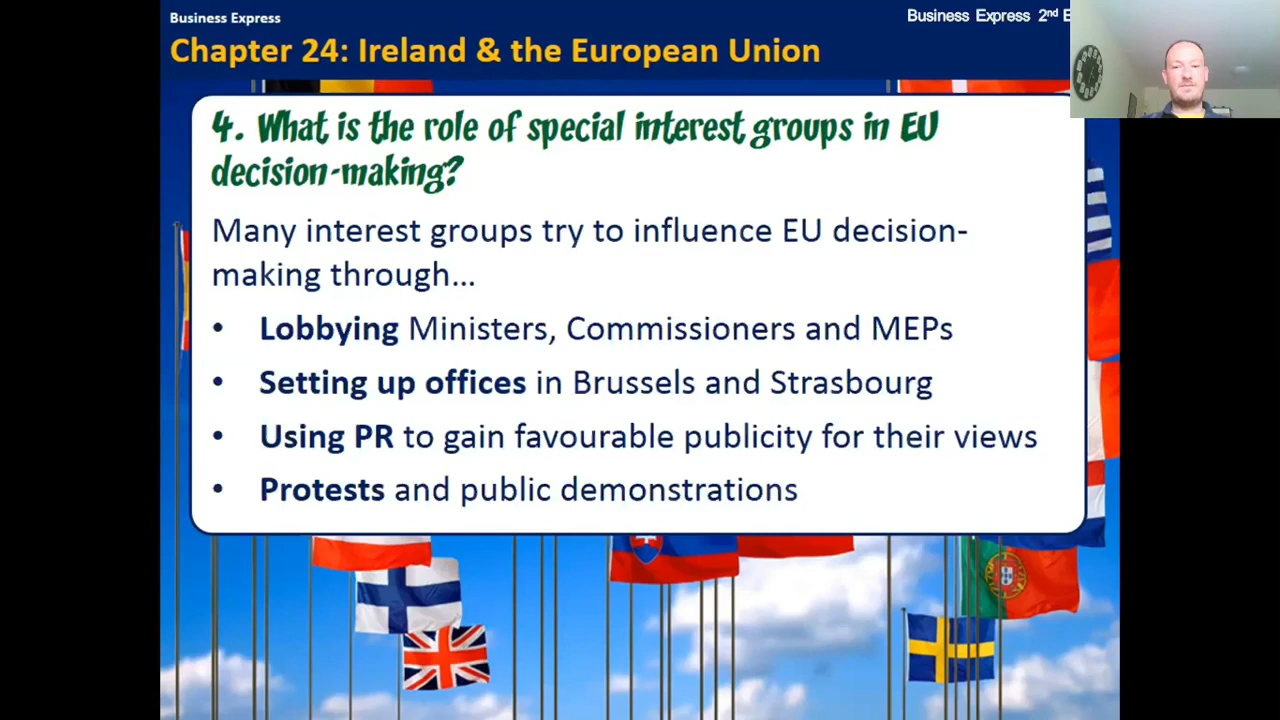 Business Express
Business Express 2nd E
Chapter 24: Ireland & the European Union
4. What is the role of special interest groups in EU
decision-making?
Many interest groups try to influence EU decision-
making through...
• Lobbying Ministers, Commissioners and MEPs
• Setting up offices in Brussels and Strasbourg
• Using PR to gain favourable publicity for their views
• Protests and public demonstrations